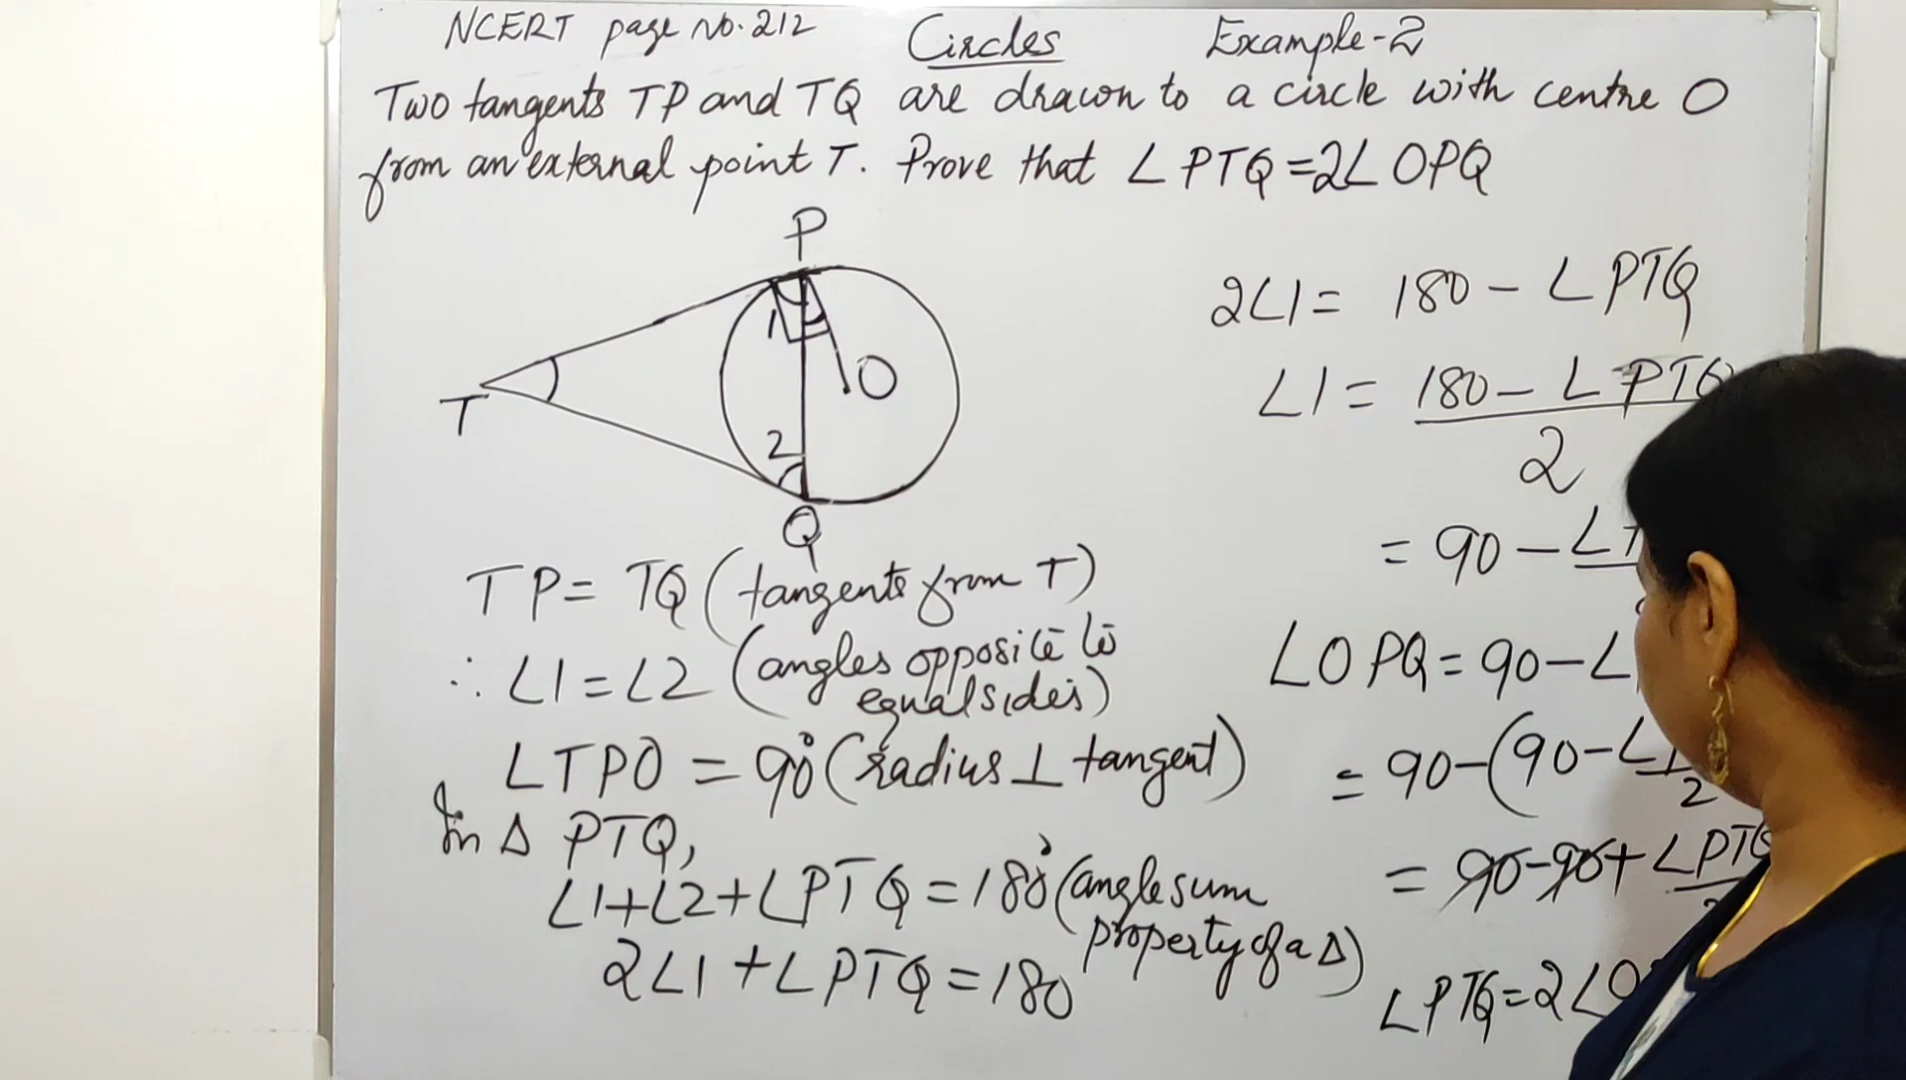 NCERT page no. 212 Circles Example-2
Two tangents TP and TQ are drawn to a circle with centre O
from an external point T. Prove that ∠PTQ = 2∠OPQ
P
1
O
T
2
Q
TP = TQ (tangents from T)
∴ ∠1 = ∠2 (angles opposite to
equal sides)
∠TPO = 90° (radius ⊥ tangent)
In Δ PTQ,
∠1+∠2+∠PTQ = 180° (angle sum
property of a Δ)
2∠1 + ∠PTQ = 180
2∠1 = 180 - ∠PTQ
∠1 = 180 - ∠PTQ
2
= 90 - ∠
∠OPQ = 90 - ∠
= 90 - (90 - ∠
2
= 90 - 90 + ∠PTQ
∠PTQ = 2∠O